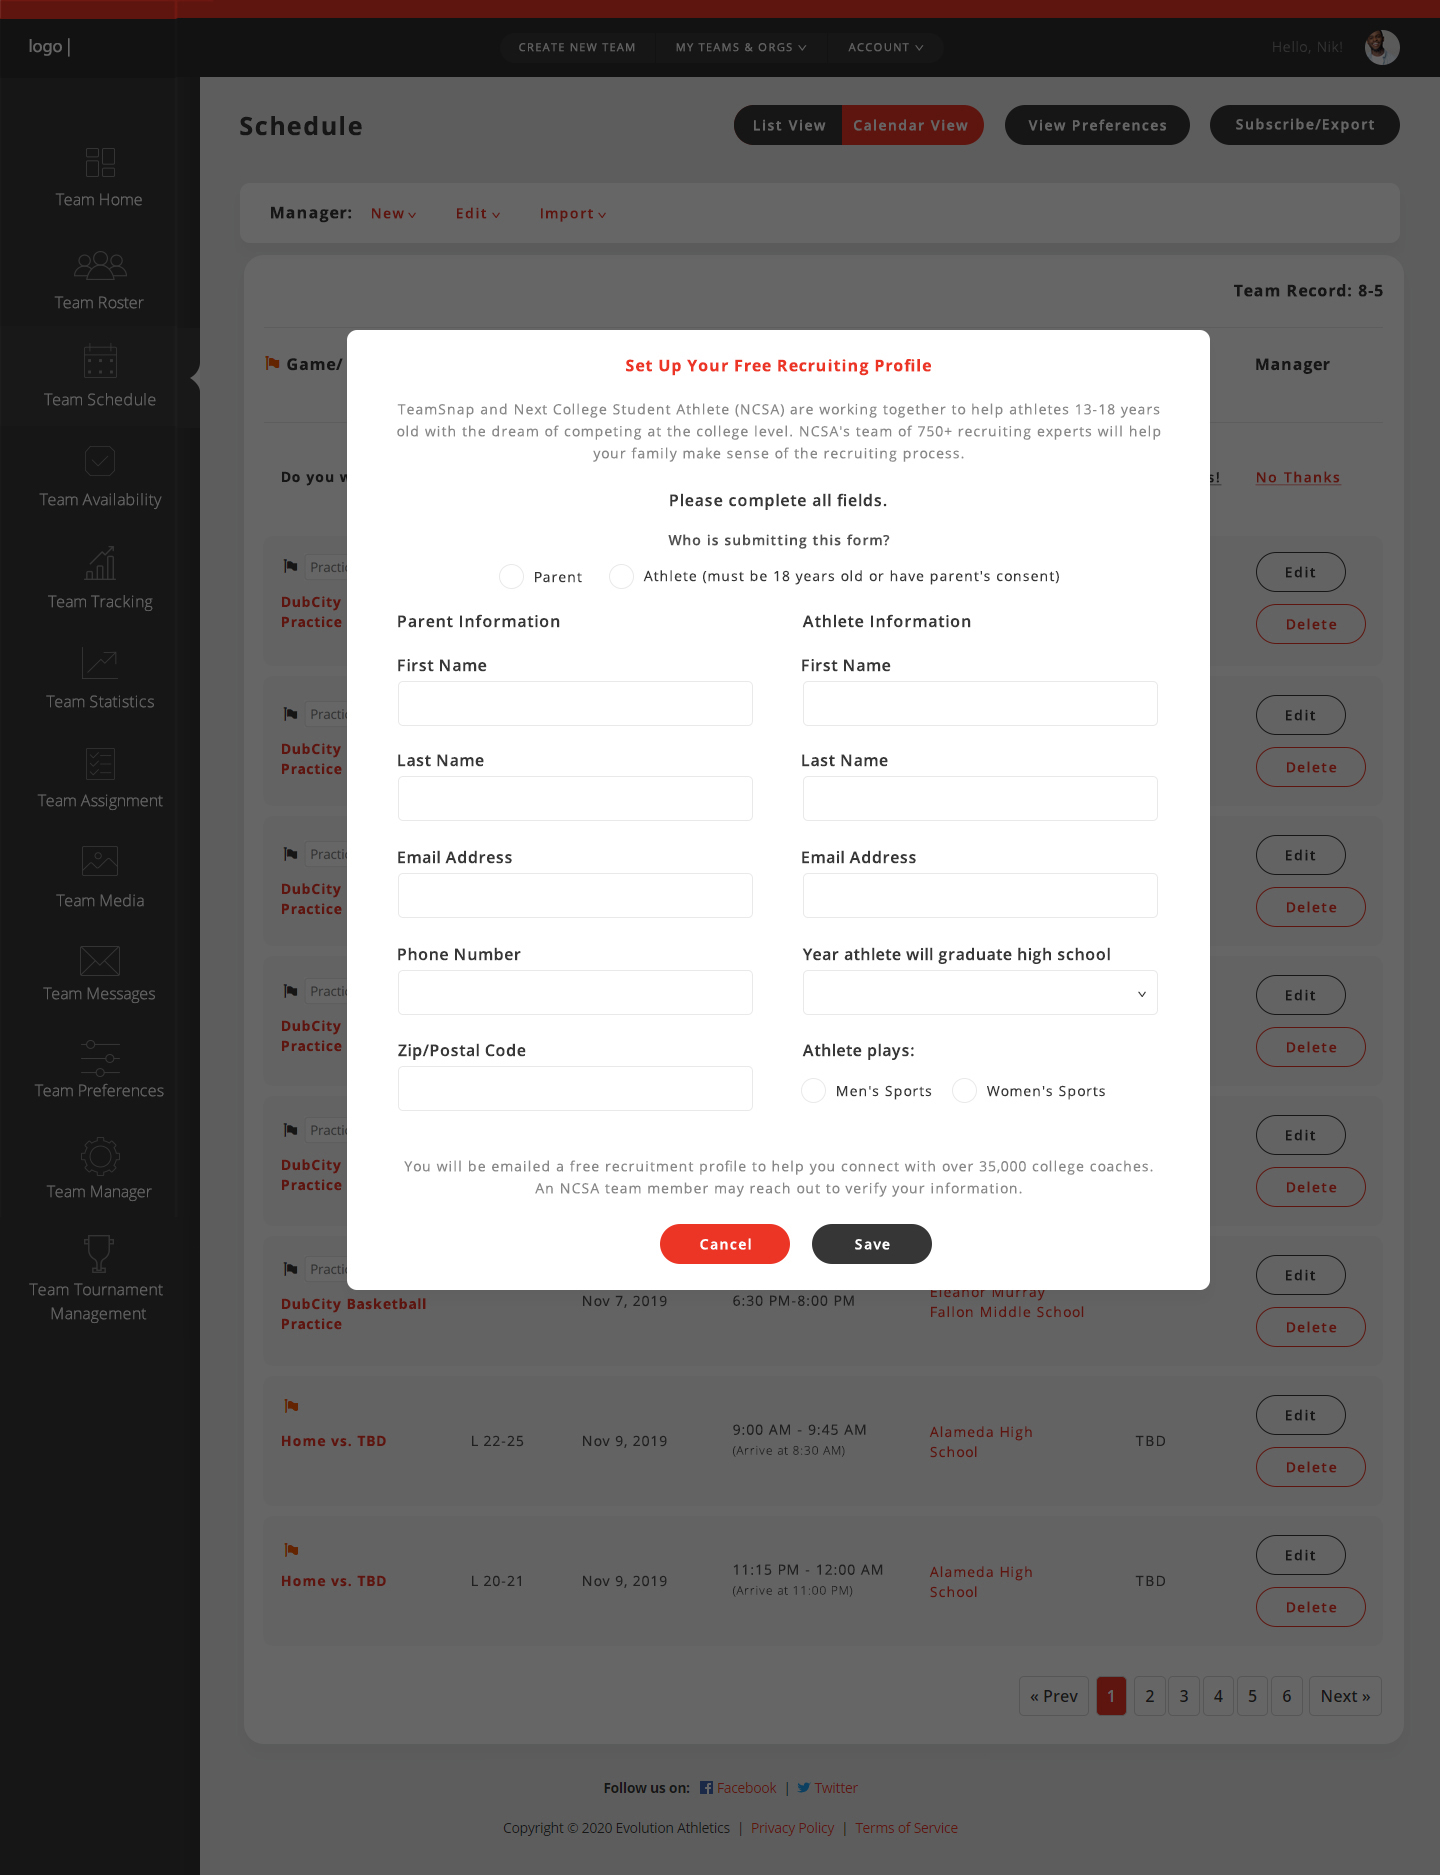 logo |
CREATE NEW TEAM
MY TEAMS & ORGS
ACCOUNT
Hello, Nik!
Team Home
Team Roster
Team Schedule
Team Availability
Team Tracking
Team Statistics
Team Assignment
Team Media
Team Messages
Team Preferences
Team Manager
Team Tournament
Management
Schedule
List View
Calendar View
View Preferences
Subscribe/Export
Manager:
New
Edit
Import
Team Record: 8-5
Game/
Manager
Do you
No Thanks
Set Up Your Free Recruiting Profile
TeamSnap and Next College Student Athlete (NCSA) are working together to help athletes 13-18 years
old with the dream of competing at the college level. NCSA's team of 750+ recruiting experts will help
your family make sense of the recruiting process.
Please complete all fields.
Who is submitting this form?
Parent
Athlete (must be 18 years old or have parent's consent)
Parent Information
Athlete Information
First Name
First Name
Last Name
Last Name
Email Address
Email Address
Phone Number
Year athlete will graduate high school
Zip/Postal Code
Athlete plays:
Men's Sports
Women's Sports
You will be emailed a free recruitment profile to help you connect with over 35,000 college coaches.
An NCSA team member may reach out to verify your information.
Cancel
Save
DubCity
Practice
Edit
Delete
DubCity
Practice
Edit
Delete
DubCity
Practice
Edit
Delete
DubCity
Practice
Edit
Delete
DubCity
Practice
Edit
Delete
DubCity Basketball
Practice
Nov 7, 2019
6:30 PM-8:00 PM
Eleanor Murray
Fallon Middle School
Edit
Delete
Home vs. TBD
L 22-25
Nov 9, 2019
9:00 AM - 9:45 AM
(Arrive at 8:30 AM)
Alameda High
School
TBD
Edit
Delete
Home vs. TBD
L 20-21
Nov 9, 2019
11:15 PM - 12:00 AM
(Arrive at 11:00 PM)
Alameda High
School
TBD
Edit
Delete
« Prev
1
2
3
4
5
6
Next »
Follow us on: Facebook | Twitter
Copyright © 2020 Evolution Athletics | Privacy Policy | Terms of Service